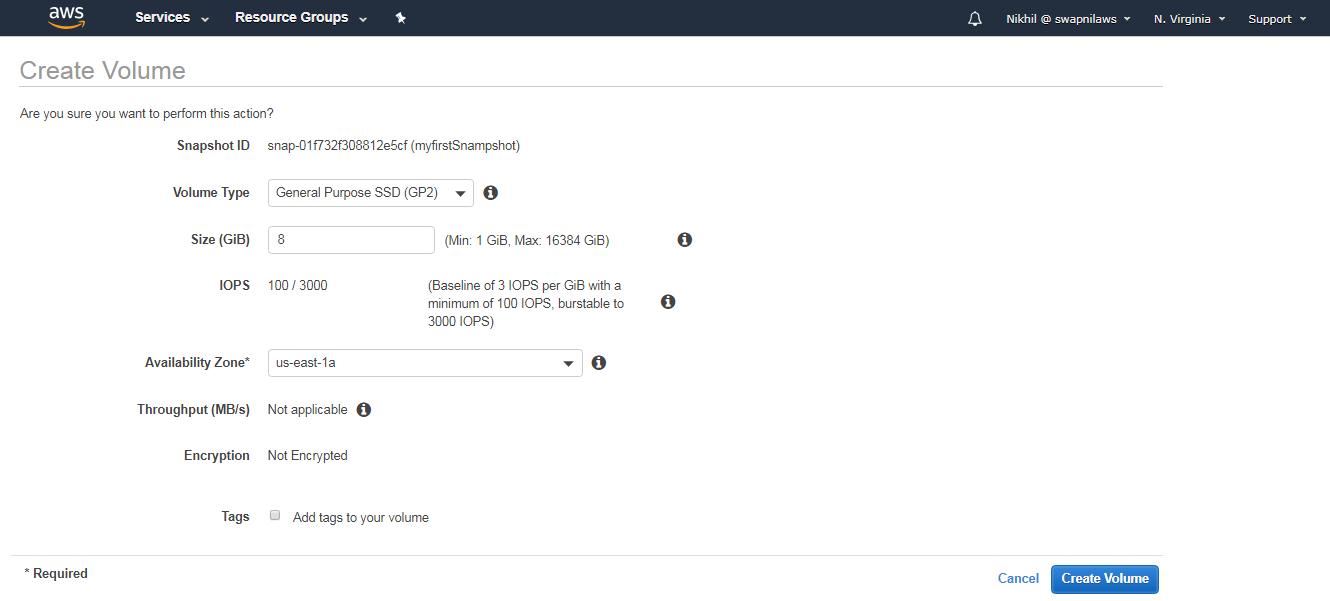 aws Services Resource Groups Nikhil @ swapnilaws N. Virginia Support
Create Volume
Are you sure you want to perform this action?
Snapshot ID snap-01f732f308812e5cf (myfirstSnampshot)
Volume Type General Purpose SSD (GP2)
Size (GiB) 8 (Min: 1 GiB, Max: 16384 GiB)
IOPS 100 / 3000 (Baseline of 3 IOPS per GiB with a
minimum of 100 IOPS, burstable to
3000 IOPS)
Availability Zone* us-east-1a
Throughput (MB/s) Not applicable
Encryption Not Encrypted
Tags Add tags to your volume
* Required Cancel Create Volume